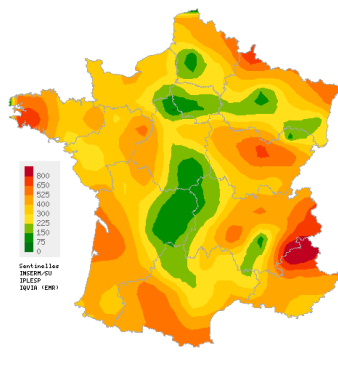 800
650
525
400
300
225
150
75
0
Sentinelles
INSERM/SU
IPLESP
IQVIA (EMR)